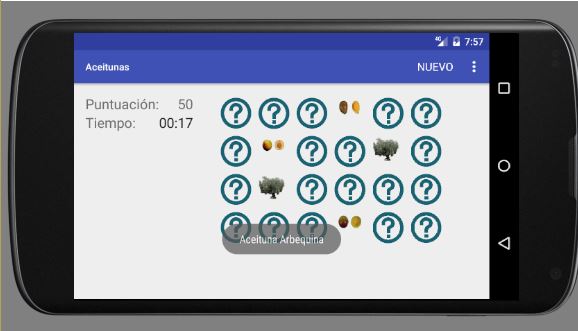 4G 7:57
Aceitunas NUEVO
Puntuación: 50
Tiempo: 00:17
? ? ? ? ?
? ? ? ?
? ? ? ? ?
? ? ? ? ?
Aceituna Arbequina